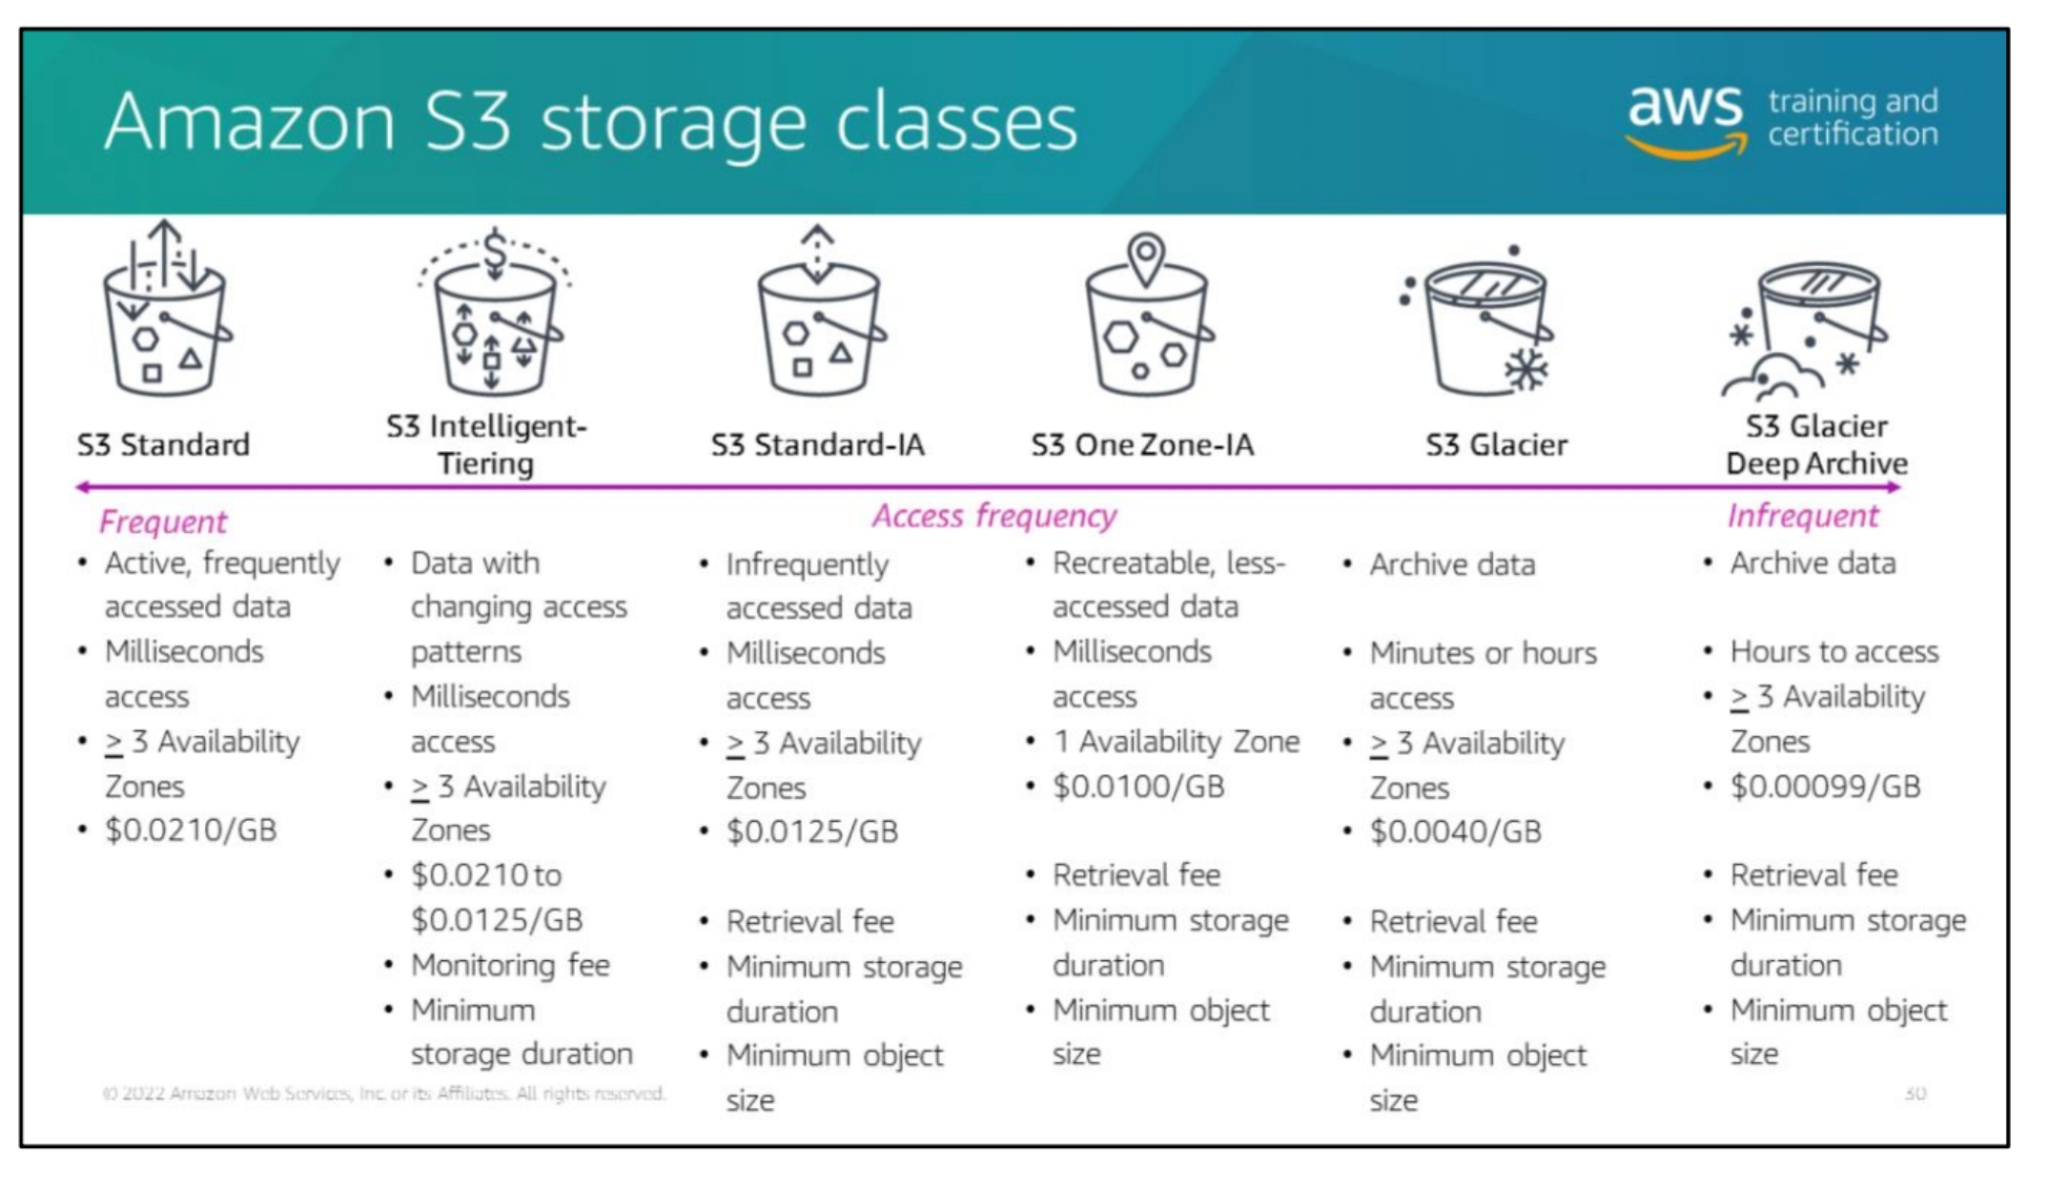 Amazon S3 storage classes
aws training and
certification
S3 Standard
S3 Intelligent-
Tiering
S3 Standard-IA
S3 One Zone-IA
S3 Glacier
S3 Glacier
Deep Archive
Frequent
Access frequency
Infrequent
• Active, frequently
accessed data
• Milliseconds
access
• ≥ 3 Availability
Zones
• $0.0210/GB
• Data with
changing access
patterns
• Milliseconds
access
• ≥ 3 Availability
Zones
• $0.0210 to
$0.0125/GB
• Monitoring fee
• Minimum
storage duration
• Infrequently
accessed data
• Milliseconds
access
• ≥ 3 Availability
Zones
• $0.0125/GB
• Retrieval fee
• Minimum storage
duration
• Minimum object
size
• Recreatable, less-
accessed data
• Milliseconds
access
• 1 Availability Zone
• $0.0100/GB
• Retrieval fee
• Minimum storage
duration
• Minimum object
size
• Archive data
• Minutes or hours
access
• ≥ 3 Availability
Zones
• $0.0040/GB
• Retrieval fee
• Minimum storage
duration
• Minimum object
size
• Archive data
• Hours to access
• ≥ 3 Availability
Zones
• $0.00099/GB
• Retrieval fee
• Minimum storage
duration
• Minimum object
size
© 2022 Amazon Web Services, Inc. or its Affiliates. All rights reserved.
30